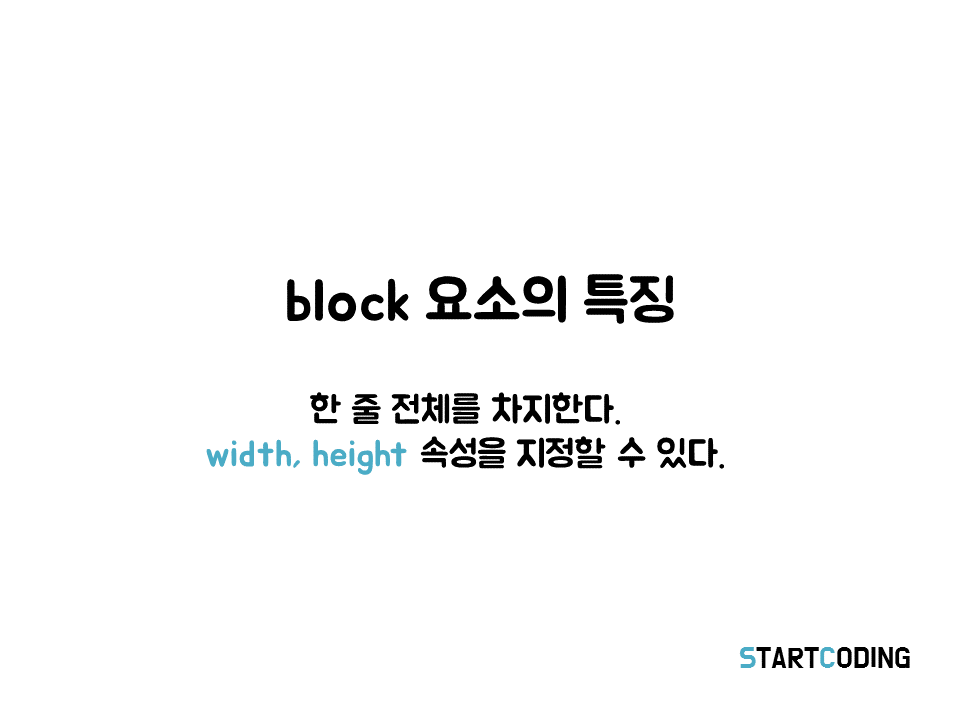 block 요소의 특징
한 줄 전체를 차지한다.
width, height 속성을 지정할 수 있다.
STARTCODING